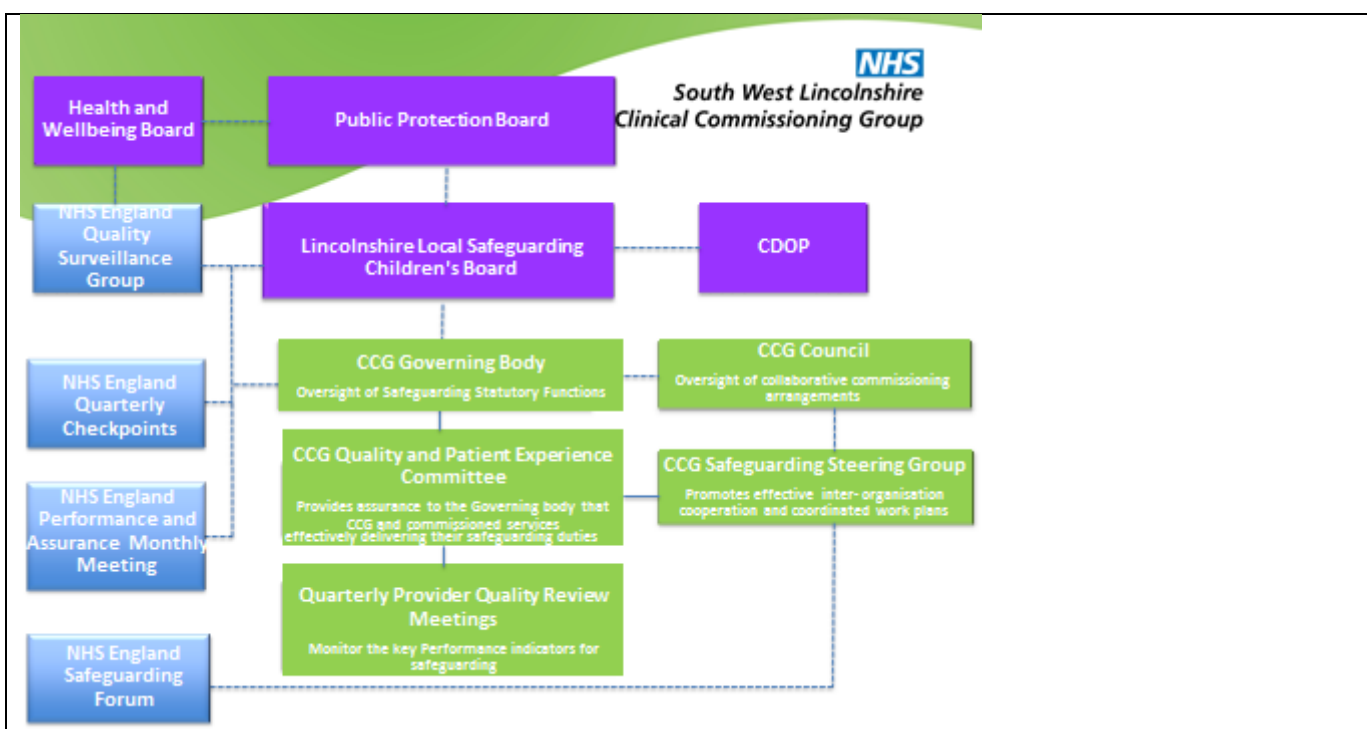 NHS
South West Lincolnshire
Clinical Commissioning Group
Health and
Wellbeing Board
Public Protection Board
NHS England
Quality
Surveillance
Group
Lincolnshire Local Safeguarding
Children's Board
CDOP
CCG Governing Body
Oversight of Safeguarding Statutory Functions
CCG Council
Oversight of collaborative commissioning
arrangements
NHS England
Quarterly
Checkpoints
CCG Quality and Patient Experience
Committee
Provides assurance to the Governing body that
CCG and commissioned services
effectively delivering their safeguarding duties
CCG Safeguarding Steering Group
Promotes effective inter- organisation
cooperation and coordinated work plans
NHS England
Performance and
Assurance Monthly
Meeting
Quarterly Provider Quality Review
Meetings
Monitor the key Performance indicators for
safeguarding
NHS England
Safeguarding
Forum